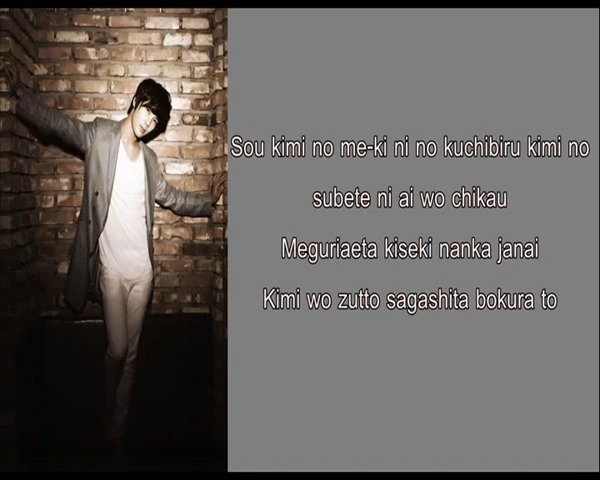 Sou kimi no me-ki ni no kuchibiru kimi no
subete ni ai wo chikau
Meguriaeta kiseki nanka janai
Kimi wo zutto sagashita bokura to